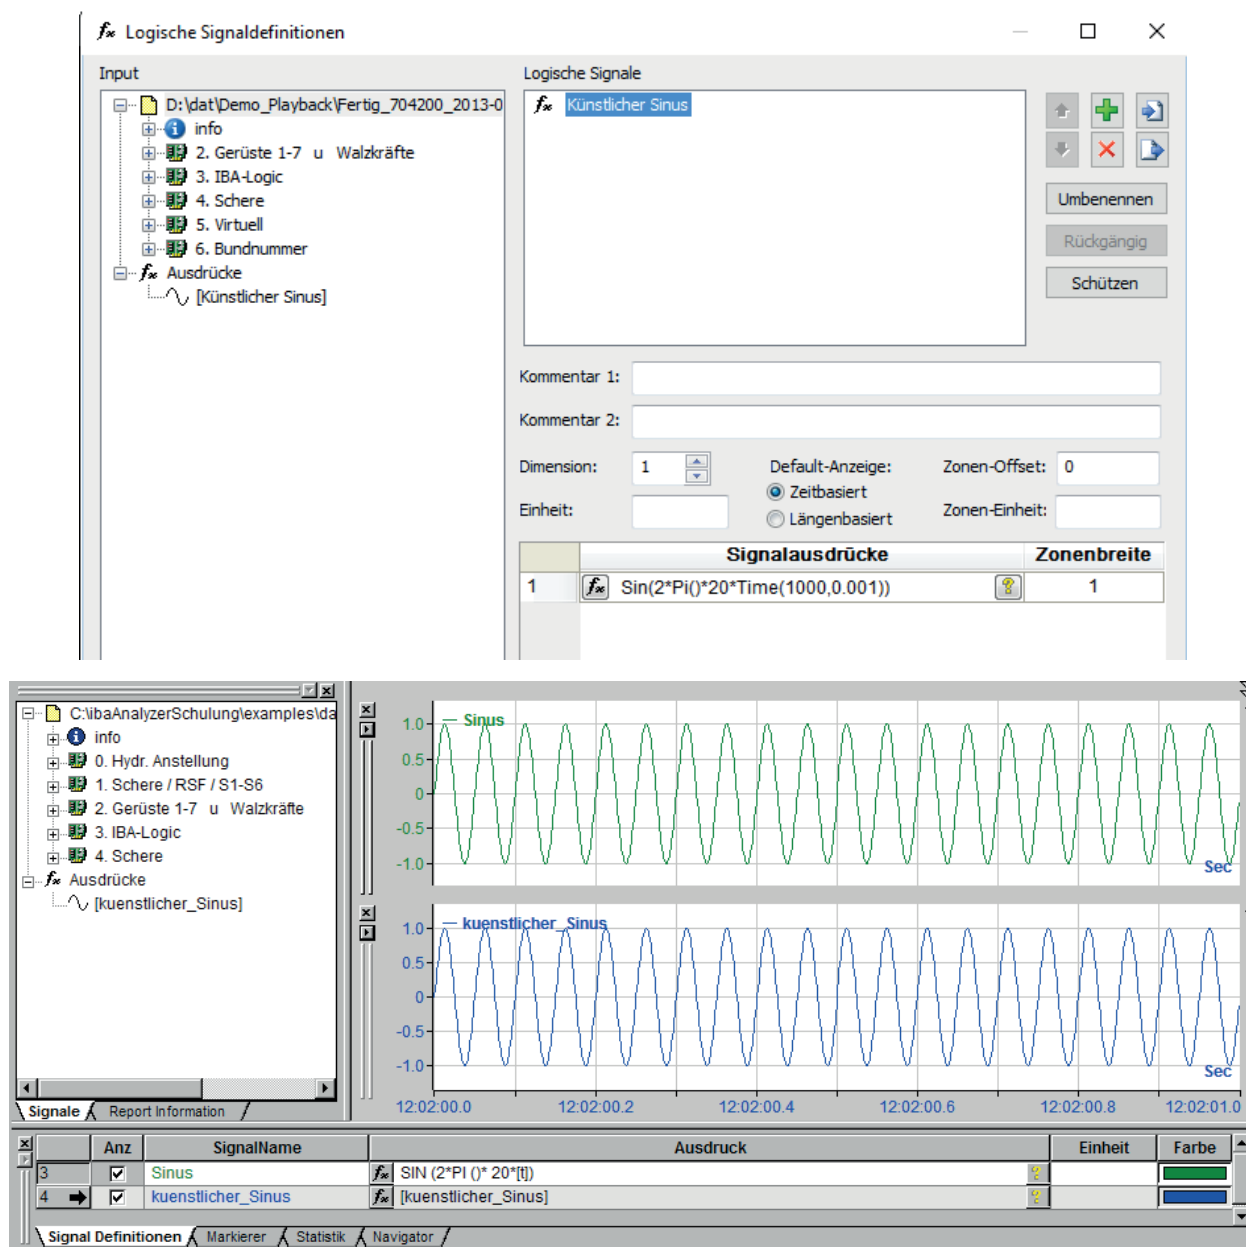 Logische Signaldefinitionen
Input
D:\dat\Demo_Playback\Fertig_704200_2013-0
info
2. Gerüste 1-7 u Walzkräfte
3. IBA-Logic
4. Schere
5. Virtuell
6. Bundnummer
fx Ausdrücke
[Künstlicher Sinus]
Logische Signale
fx Künstlicher Sinus
Umbenennen
Rückgängig
Schützen
Kommentar 1:
Kommentar 2:
Dimension: 1 Default-Anzeige: Zonen-Offset: 0
Zeitbasiert
Einheit: Längenbasiert Zonen-Einheit:
Signalausdrücke Zonenbreite
1 fx Sin(2*Pi()*20*Time(1000,0.001)) ? 1
C:\ibaAnalyzerSchulung\examples\da
info
0. Hydr. Anstellung
1. Schere / RSF / S1-S6
2. Gerüste 1-7 u Walzkräfte
3. IBA-Logic
4. Schere
fx Ausdrücke
[kuenstlicher_Sinus]
Signale Report Information
Sinus
1.0
0.5
0
-0.5
-1.0
Sec
kuenstlicher_Sinus
1.0
0.5
0
-0.5
-1.0
Sec
12:02:00.0 12:02:00.2 12:02:00.4 12:02:00.6 12:02:00.8 12:02:01.0
Anz SignalName Ausdruck Einheit Farbe
3 Sinus fx SIN (2*PI ()* 20*[t]) ?
4 kuenstlicher_Sinus fx [kuenstlicher_Sinus] ?
Signal Definitionen Markierer Statistik Navigator